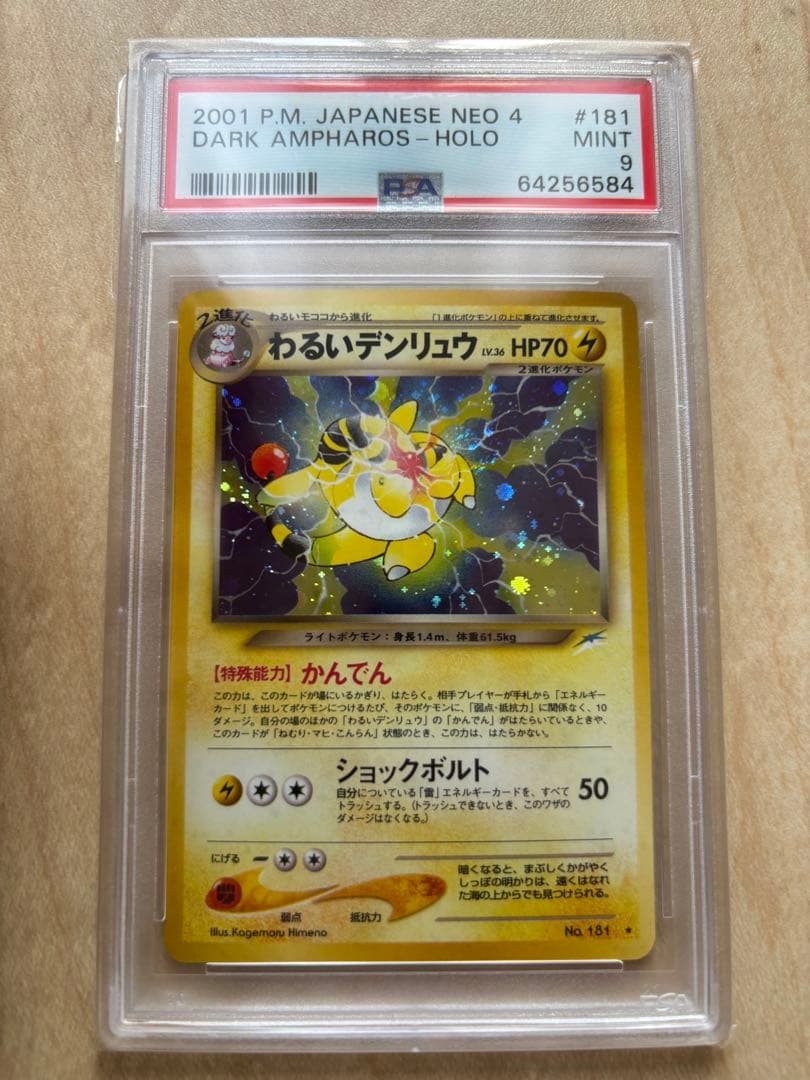 2001 P.M. JAPANESE NEO 4 #181
DARK AMPHAROS - HOLO MINT
9
PSA 64256584
2進化 わるいモココから進化 「1進化ポケモン」の上に重ねて進化させます。
わるいデンリュウ LV.36 HP70
2進化ポケモン
ライトポケモン:身長1.4m、体重61.5kg
【特殊能力】かんでん
この力は、このカードが場にいるかぎり、はたらく。相手プレイヤーが手札から「エネルギー
カード」を出してポケモンにつけるたび、そのポケモンに、「弱点・抵抗力」に関係なく、10
ダメージ。自分の場のほかの「わるいデンリュウ」の「かんでん」がはたらいているときや、
このカードが「ねむり・マヒ・こんらん」状態のとき、この力は、はたらかない。
ショックボルト
自分についている「雷」エネルギーカードを、すべて
トラッシュする。(トラッシュできないとき、このワザの
ダメージはなくなる。)
50
にげる
暗くなると、まぶしくかがやく
しっぽの明かりは、遠くはなれ
た海の上からでも見つけられる。
弱点 抵抗力
Illus.Kagemaru Himeno
No. 181 ★
PSA